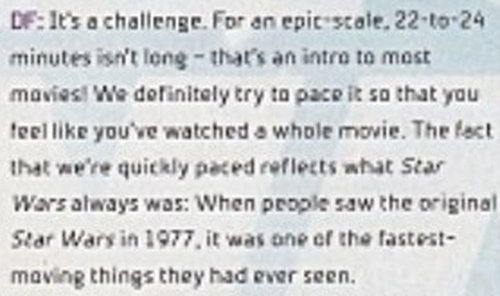 DF: It's a challenge. For an epic-scale, 22-to-24
minutes isn't long – that's an intro to most
movies! We definitely try to pace it so that you
feel like you've watched a whole movie. The fact
that we're quickly paced reflects what Star
Wars always was: When people saw the original
Star Wars in 1977, it was one of the fastest-
moving things they had ever seen.